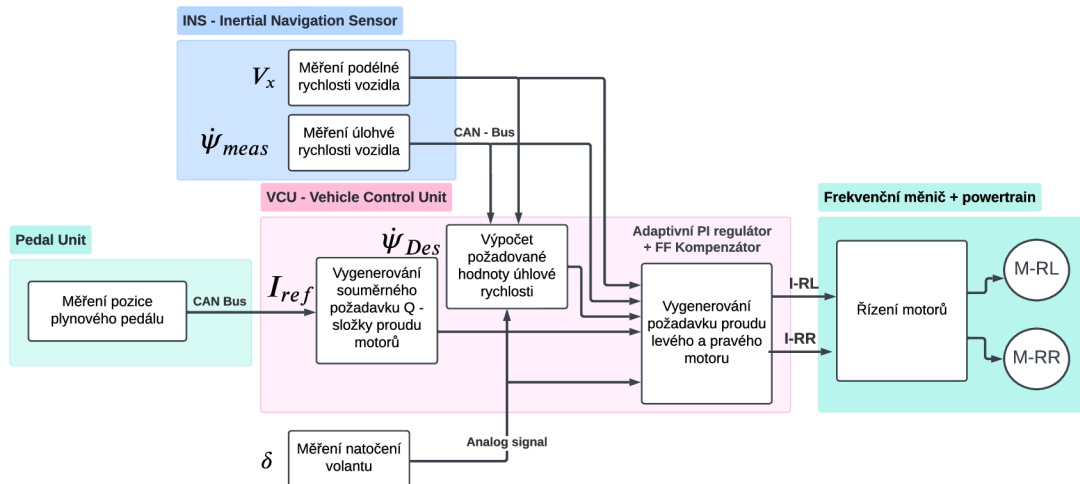 INS - Inertial Navigation Sensor
V_x
Měření podélné
rychlosti vozidla
ψ̇_meas
Měření úlohvé
rychlosti vozidla
CAN - Bus
VCU - Vehicle Control Unit
Frekvenční měnič + powertrain
Pedal Unit
ψ̇_Des
Výpočet
požadované
hodnoty úhlové
rychlosti
Adaptivní PI regulátor
+ FF Kompenzátor
Měření pozice
plynového pedálu
CAN Bus
I_ref
Vygenerování
souměrného
požadavku Q -
složky proudu
motorů
Vygenerování
požadavku proudu
levého a pravého
motoru
I-RL
I-RR
Řízení motorů
M-RL
M-RR
δ
Měření natočení
volantu
Analog signal